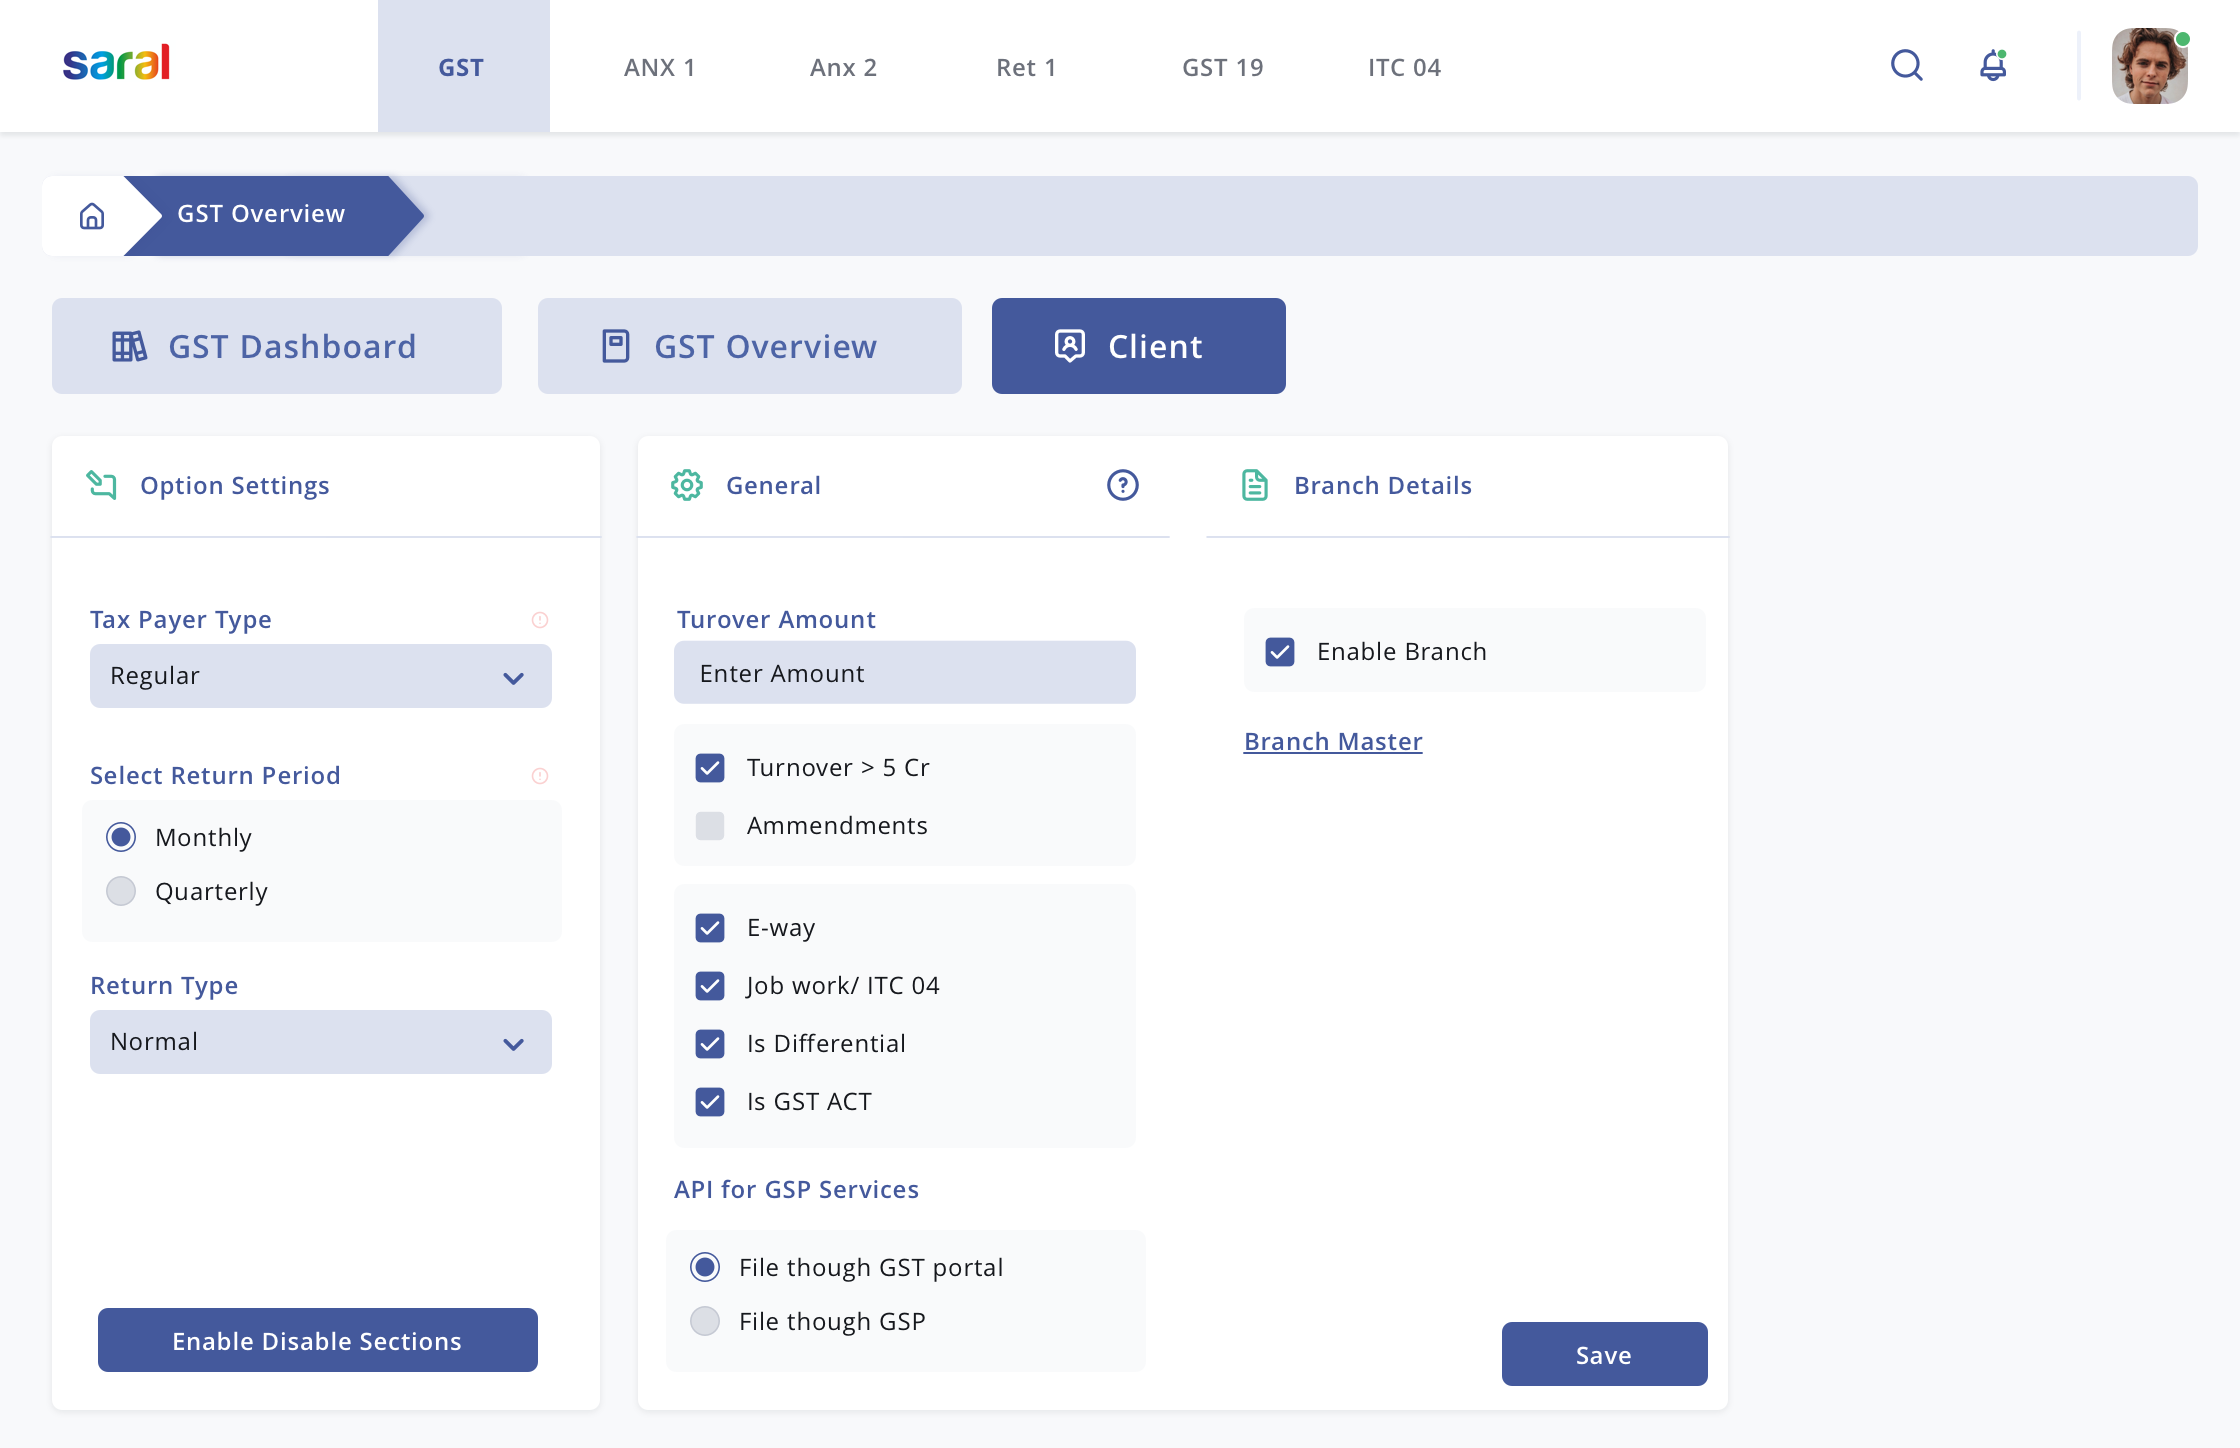 saral
GST
ANX 1
Anx 2
Ret 1
GST 19
ITC 04
GST Overview
GST Dashboard
GST Overview
Client
Option Settings
Tax Payer Type
Regular
Select Return Period
Monthly
Quarterly
Return Type
Normal
Enable Disable Sections
General
Turover Amount
Enter Amount
Turnover > 5 Cr
Ammendments
E-way
Job work/ ITC 04
Is Differential
Is GST ACT
API for GSP Services
File though GST portal
File though GSP
Branch Details
Enable Branch
Branch Master
Save